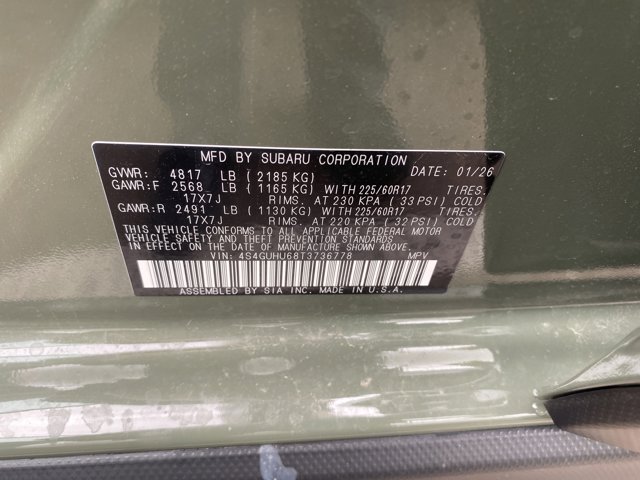 MFD BY SUBARU CORPORATION DATE: 01/26
GVWR: 4817 LB (2185 KG)
GAWR:F 2568 LB (1165 KG) WITH 225/60R17 TIRES.
17X7J RIMS. AT 230 KPA (33 PSI) COLD
GAWR:R 2491 LB (1130 KG) WITH 225/60R17 TIRES.
17X7J RIMS. AT 220 KPA (32 PSI) COLD
THIS VEHICLE CONFORMS TO ALL APPLICABLE FEDERAL MOTOR
VEHICLE SAFETY AND THEFT PREVENTION STANDARDS IN
EFFECT ON THE DATE OF MANUFACTURE SHOWN ABOVE.
VIN: 4S4GUHU68T3736778 MPV
ASSEMBLED BY SIA INC. MADE IN U.S.A.